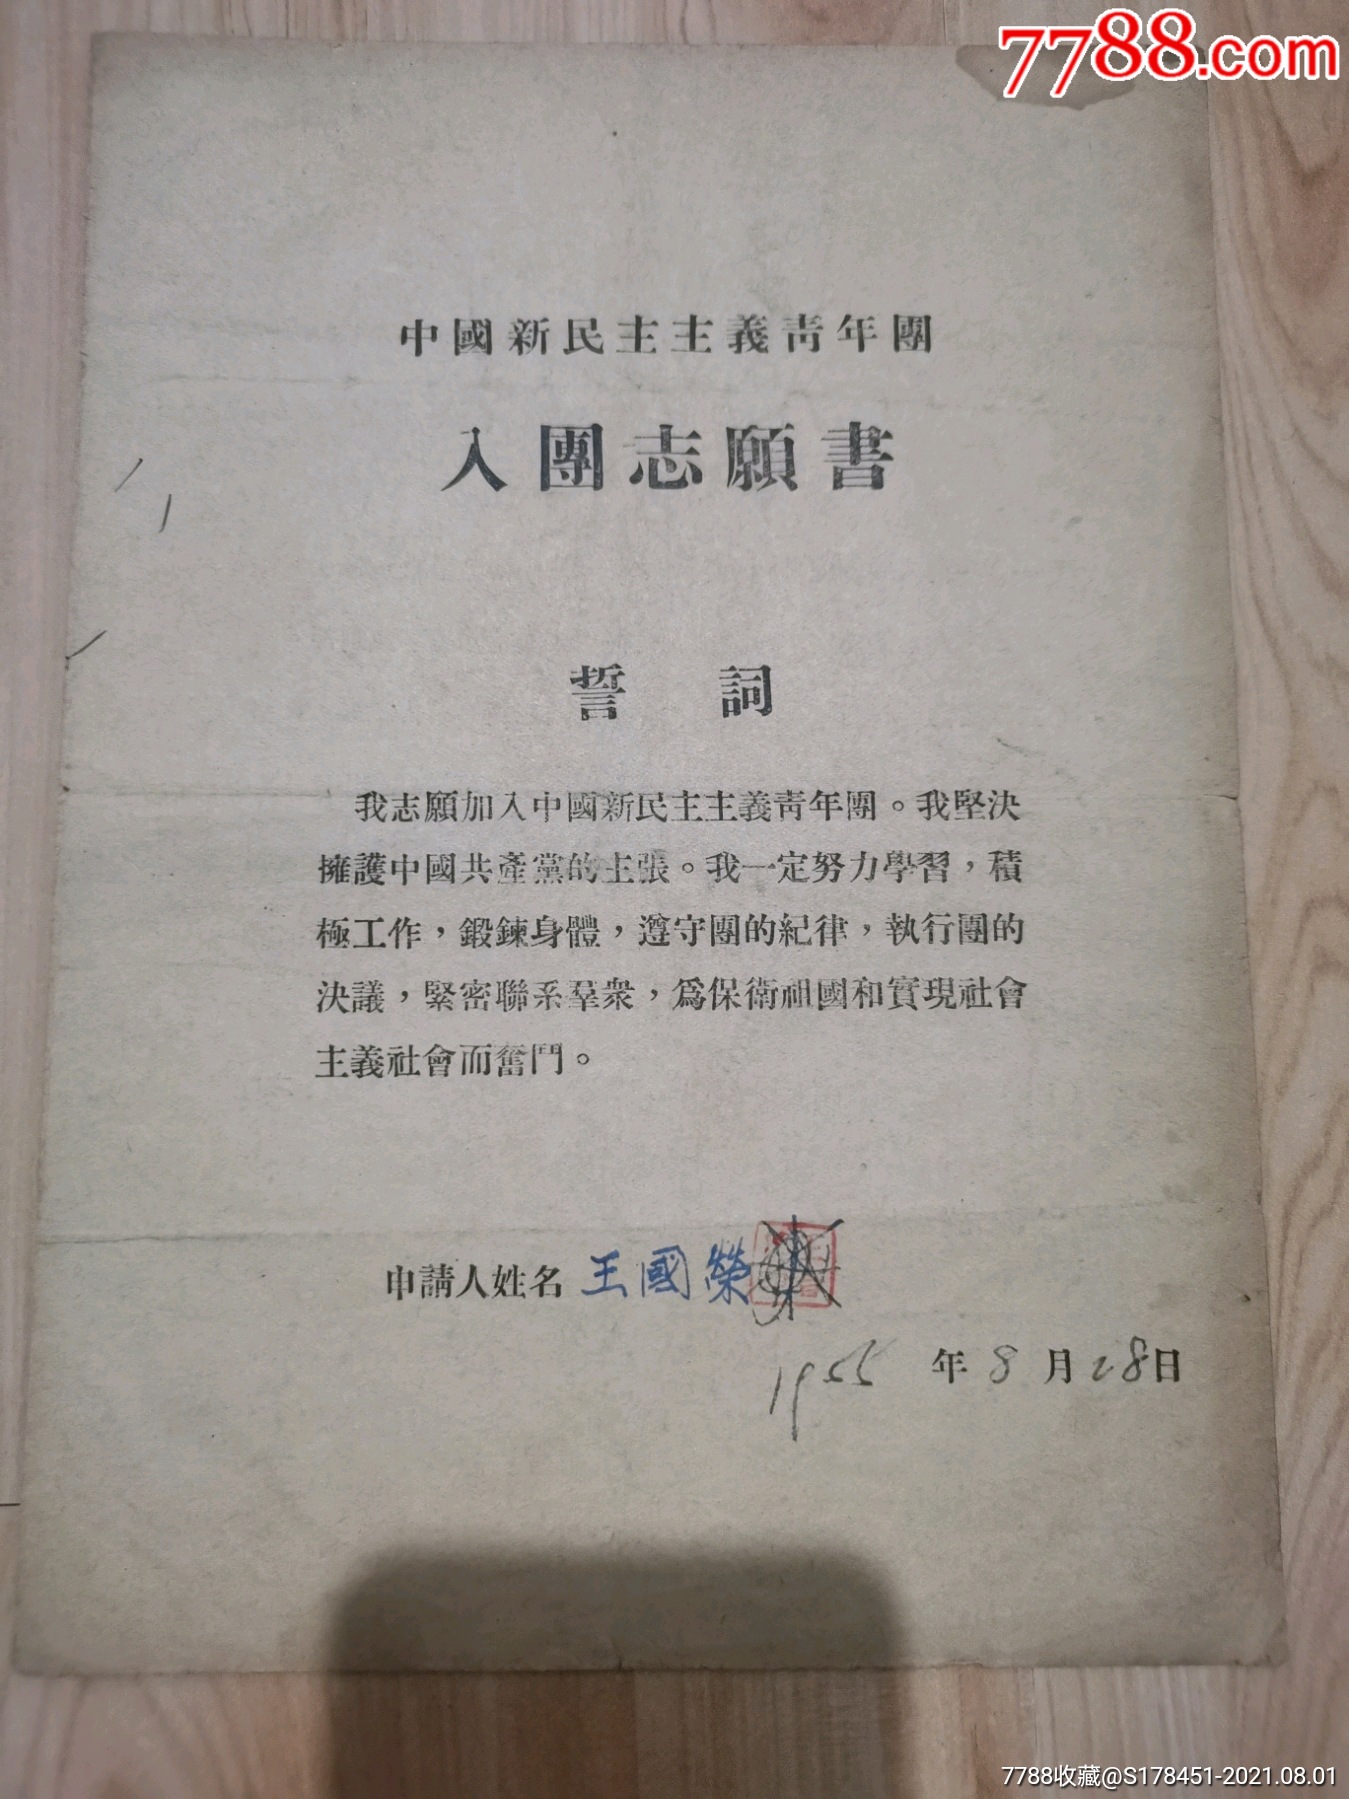 7788.com
中國新民主主義青年團
入團志願書
誓 詞
我志願加入中國新民主主義青年團。我堅決
擁護中國共產黨的主張。我一定努力學習，積
極工作，鍛鍊身體，遵守團的紀律，執行團的
決議，緊密聯系羣衆，爲保衛祖國和實現社會
主義社會而奮鬥。
申請人姓名 王國榮
1955 年 8 月 28 日
7788收藏@S178451-2021.08.01